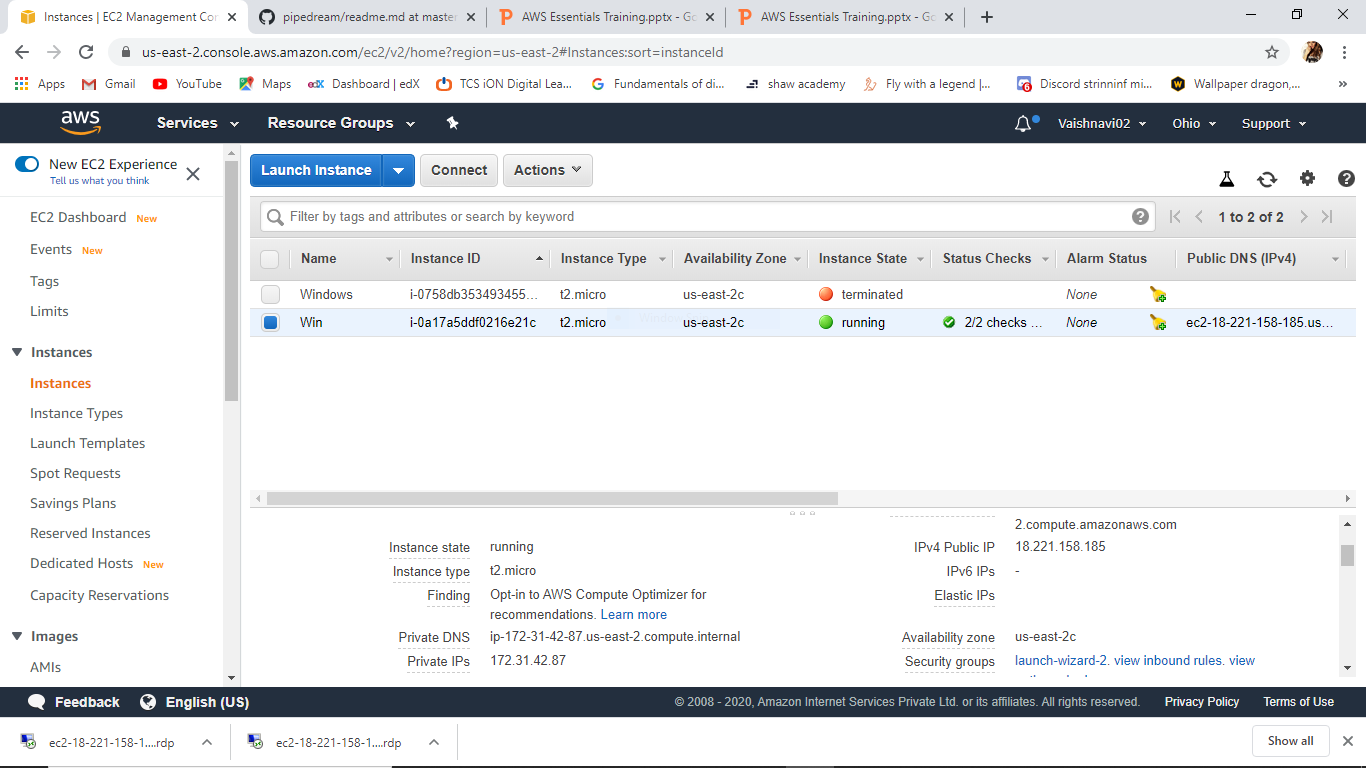 Instances | EC2 Management Con
pipedream/readme.md at master
AWS Essentials Training.pptx - Go
AWS Essentials Training.pptx - Go
us-east-2.console.aws.amazon.com/ec2/v2/home?region=us-east-2#Instances:sort=instanceId
Apps
Gmail
YouTube
Maps
edX Dashboard | edX
TCS iON Digital Lea...
Fundamentals of di...
shaw academy
Fly with a legend |...
6 Discord strinninf mi...
Wallpaper dragon,...
aws
Services
Resource Groups
Vaishnavi02
Ohio
Support
New EC2 Experience
Tell us what you think
EC2 Dashboard New
Events New
Tags
Limits
Instances
Instances
Instance Types
Launch Templates
Spot Requests
Savings Plans
Reserved Instances
Dedicated Hosts New
Capacity Reservations
Images
AMIs
Launch Instance
Connect
Actions
Filter by tags and attributes or search by keyword
1 to 2 of 2
Name Instance ID Instance Type Availability Zone Instance State Status Checks Alarm Status Public DNS (IPv4)
Windows i-0758db353493455... t2.micro us-east-2c terminated None
Win i-0a17a5ddf0216e21c t2.micro us-east-2c running 2/2 checks ... None ec2-18-221-158-185.us...
2.compute.amazonaws.com
Instance state running
IPv4 Public IP 18.221.158.185
Instance type t2.micro
IPv6 IPs -
Finding Opt-in to AWS Compute Optimizer for
recommendations. Learn more
Elastic IPs
Private DNS ip-172-31-42-87.us-east-2.compute.internal
Availability zone us-east-2c
Private IPs 172.31.42.87
Security groups launch-wizard-2. view inbound rules. view
Feedback
English (US)
© 2008 - 2020, Amazon Internet Services Private Ltd. or its affiliates. All rights reserved.
Privacy Policy
Terms of Use
ec2-18-221-158-1....rdp
ec2-18-221-158-1....rdp
Show all